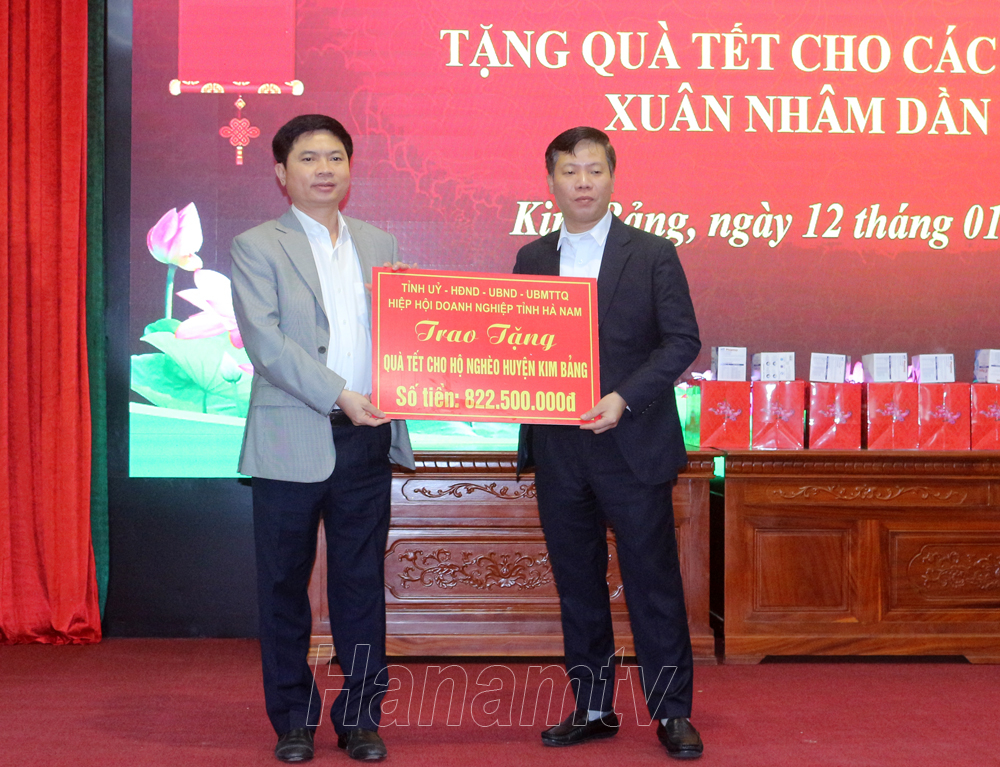 TẶNG QUÀ TẾT CHO CÁC
XUÂN NHÂM DẦN
Kim Bảng, ngày 12 tháng 01
TỈNH UỶ - HĐND - UBND - UBMTTQ
HIỆP HỘI DOANH NGHIỆP TỈNH HÀ NAM
Trao Tặng
QUÀ TẾT CHO HỘ NGHÈO HUYỆN KIM BẢNG
Số tiền: 822.500.000đ
Hanamtv